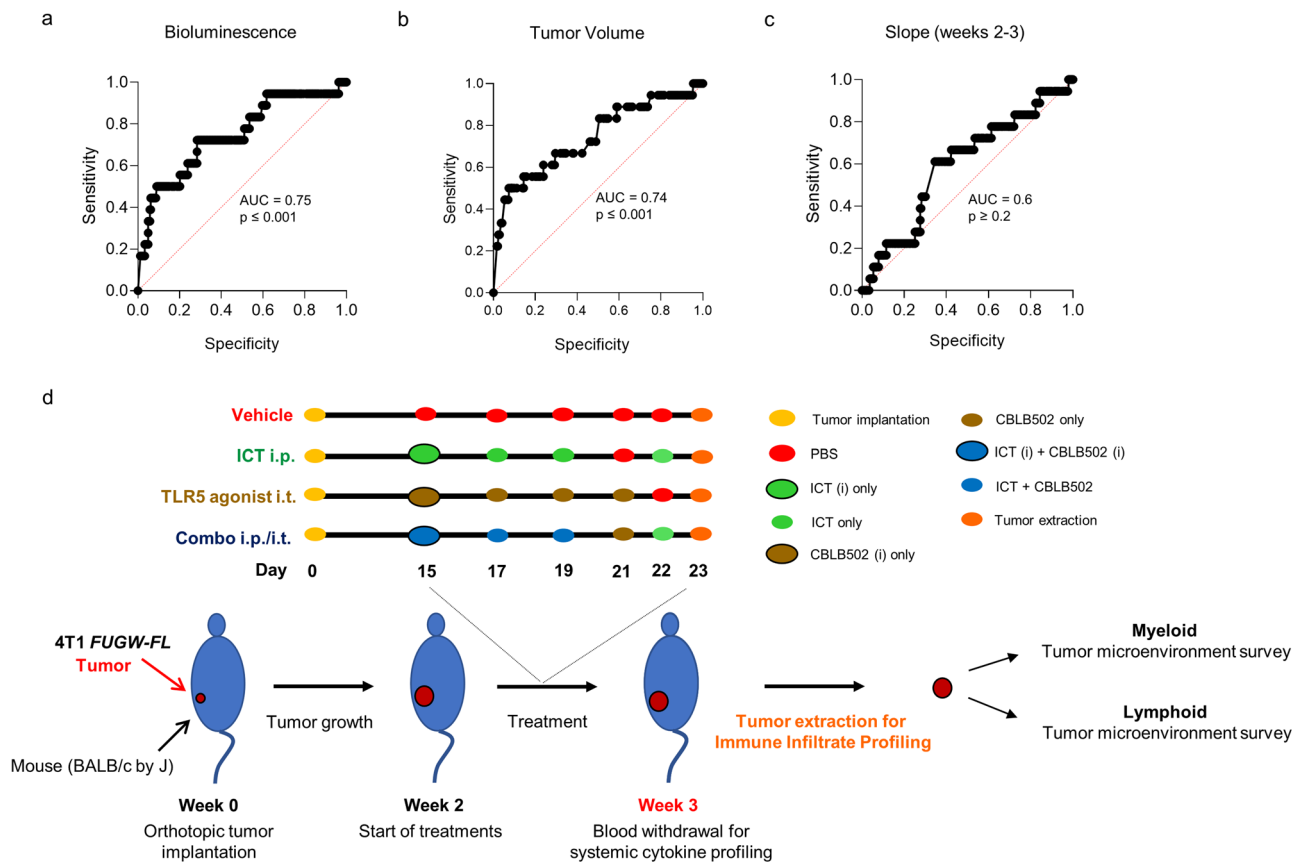 a
Bioluminescence
1.0
0.8
0.6
0.4
0.2
0.0
Sensitivity
AUC = 0.75
p ≤ 0.001
0.0 0.2 0.4 0.6 0.8 1.0
Specificity
b
Tumor Volume
1.0
0.8
0.6
0.4
0.2
0.0
Sensitivity
AUC = 0.74
p ≤ 0.001
0.0 0.2 0.4 0.6 0.8 1.0
Specificity
c
Slope (weeks 2-3)
1.0
0.8
0.6
0.4
0.2
0.0
Sensitivity
AUC = 0.6
p ≥ 0.2
0.0 0.2 0.4 0.6 0.8 1.0
Specificity
d
Vehicle
ICT i.p.
TLR5 agonist i.t.
Combo i.p./i.t.
Day 0 15 17 19 21 22 23
Tumor implantation
PBS
ICT (i) only
ICT only
CBLB502 (i) only
CBLB502 only
ICT (i) + CBLB502 (i)
ICT + CBLB502
Tumor extraction
4T1 FUGW-FL
Tumor
Mouse (BALB/c by J)
Week 0
Orthotopic tumor
implantation
Tumor growth
Week 2
Start of treatments
Treatment
Week 3
Blood withdrawal for
systemic cytokine profiling
Tumor extraction for
Immune Infiltrate Profiling
Myeloid
Tumor microenvironment survey
Lymphoid
Tumor microenvironment survey